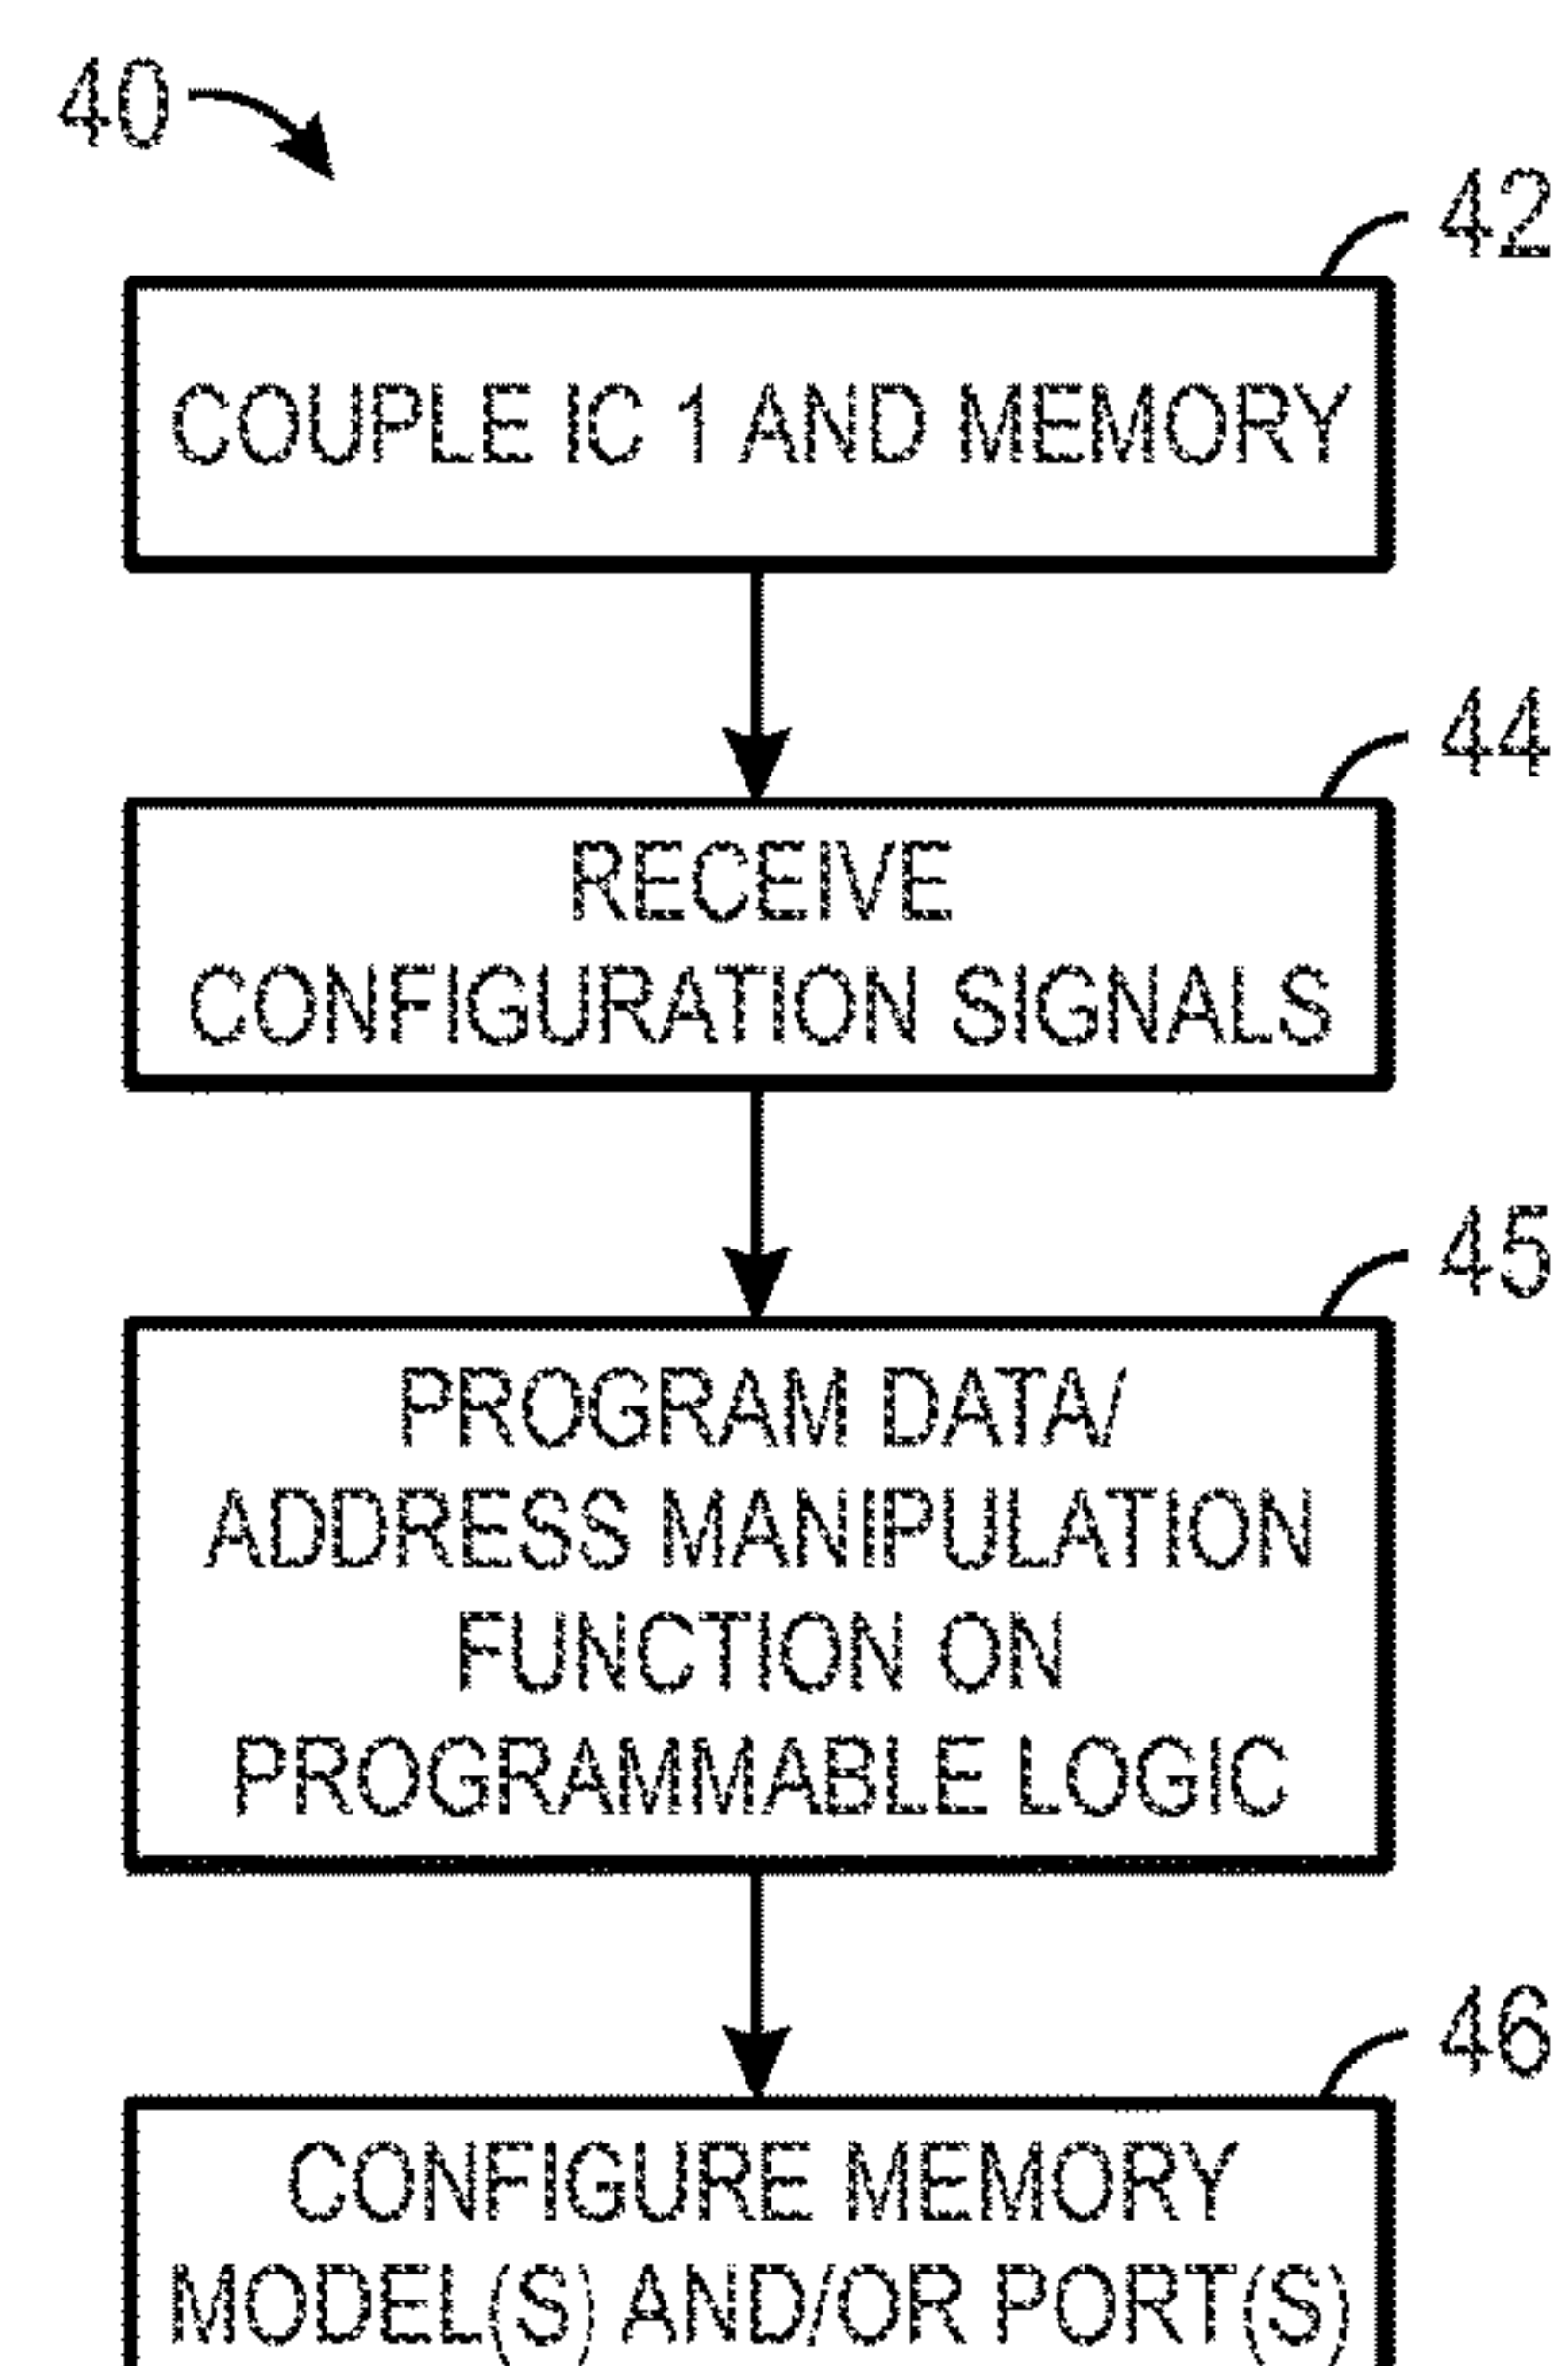 40
42
COUPLE IC 1 AND MEMORY
44
RECEIVE
CONFIGURATION SIGNALS
45
PROGRAM DATA/
ADDRESS MANIPULATION
FUNCTION ON
PROGRAMMABLE LOGIC
46
CONFIGURE MEMORY
MODEL(S) AND/OR PORT(S)